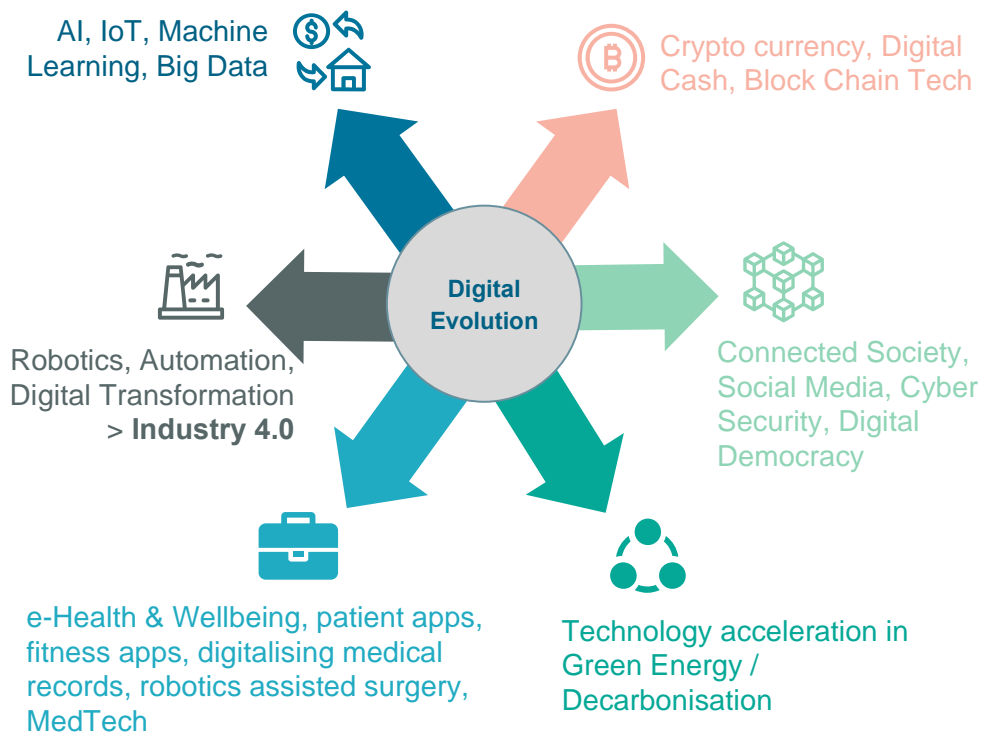 AI, IoT, Machine
Learning, Big Data
Crypto currency, Digital
Cash, Block Chain Tech
Digital
Evolution
Robotics, Automation,
Digital Transformation
> Industry 4.0
Connected Society,
Social Media, Cyber
Security, Digital
Democracy
e-Health & Wellbeing, patient apps,
fitness apps, digitalising medical
records, robotics assisted surgery,
MedTech
Technology acceleration in
Green Energy /
Decarbonisation